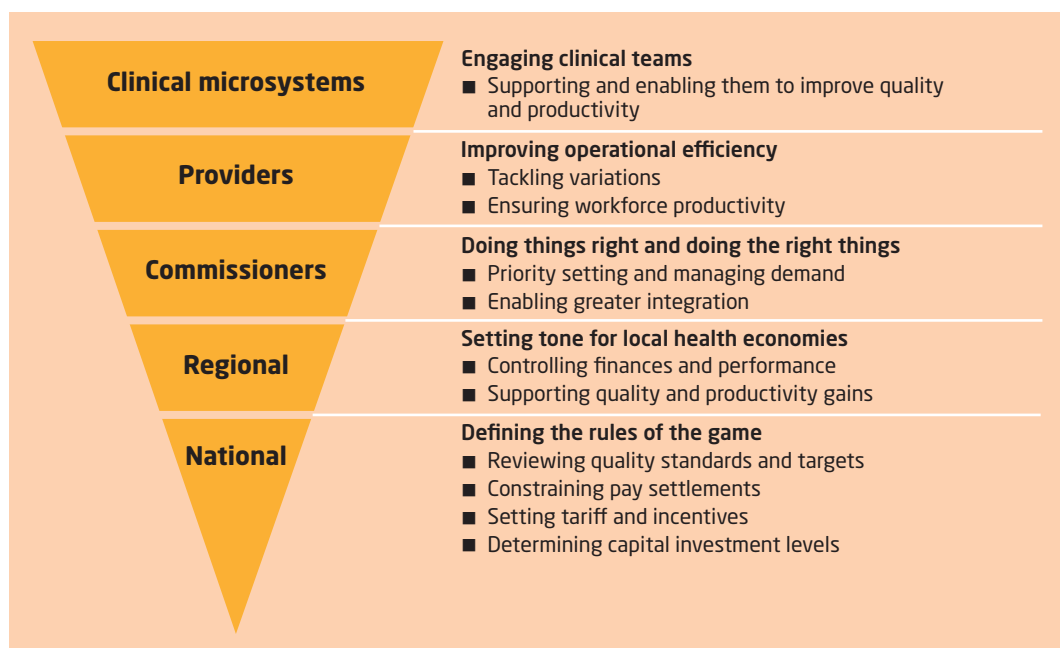 Clinical microsystems
Engaging clinical teams
■ Supporting and enabling them to improve quality
and productivity
Providers
Improving operational efficiency
■ Tackling variations
■ Ensuring workforce productivity
Commissioners
Doing things right and doing the right things
■ Priority setting and managing demand
■ Enabling greater integration
Regional
Setting tone for local health economies
■ Controlling finances and performance
■ Supporting quality and productivity gains
National
Defining the rules of the game
■ Reviewing quality standards and targets
■ Constraining pay settlements
■ Setting tariff and incentives
■ Determining capital investment levels